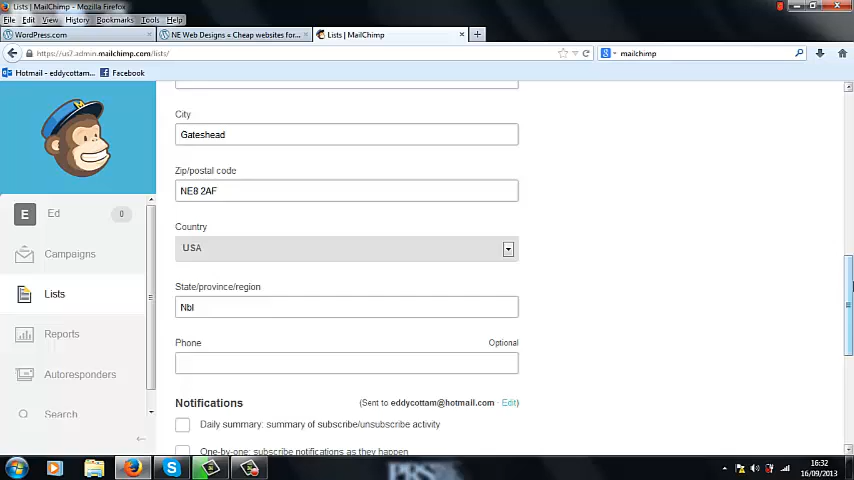 Lists | MailChimp - Mozilla Firefox
File Edit View History Bookmarks Tools Help
WordPress.com
NE Web Designs = Cheap websites for...
Lists | MailChimp
https://us7.admin.mailchimp.com/lists/
mailchimp
Hotmail - eddycottam...
Facebook
City
Gateshead
Zip/postal code
NE8 2AF
Country
USA
State/province/region
Nbl
Phone
Optional
Notifications
(Sent to eddycottam@hotmail.com · Edit)
Daily summary: summary of subscribe/unsubscribe activity
One-by-one: subscribe notifications as they happen
E Ed 0
Campaigns
Lists
Reports
Autoresponders
Search
16:32
16/09/2013